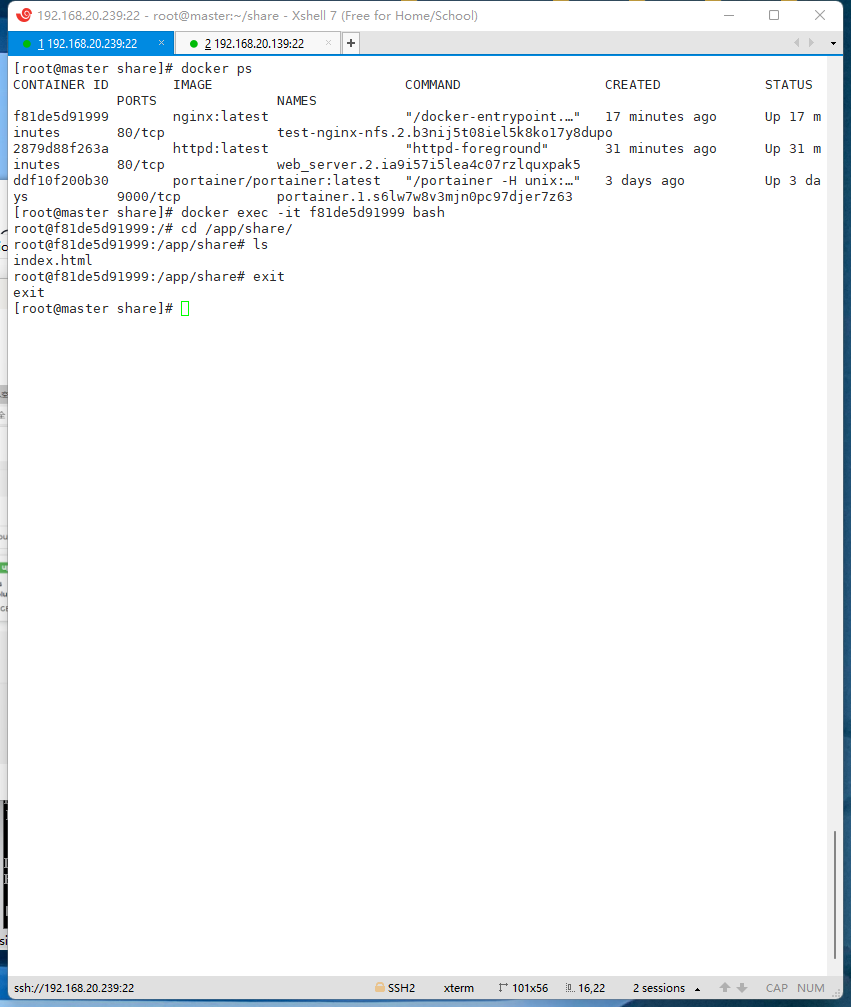 192.168.20.239:22 - root@master:~/share - Xshell 7 (Free for Home/School)
1 192.168.20.239:22 × 2 192.168.20.139:22 × +
[root@master share]# docker ps
CONTAINER ID        IMAGE                        COMMAND                  CREATED             STATUS
             PORTS               NAMES
f81de5d91999        nginx:latest                 "/docker-entrypoint.…"   17 minutes ago      Up 17 m
inutes       80/tcp              test-nginx-nfs.2.b3nij5t08iel5k8ko17y8dupo
2879d88f263a        httpd:latest                 "httpd-foreground"       31 minutes ago      Up 31 m
inutes       80/tcp              web_server.2.ia9i57i5lea4c07rzlquxpak5
ddf10f200b30        portainer/portainer:latest   "/portainer -H unix:…"   3 days ago          Up 3 da
ys           9000/tcp            portainer.1.s6lw7w8v3mjn0pc97djer7z63
[root@master share]# docker exec -it f81de5d91999 bash
root@f81de5d91999:/# cd /app/share/
root@f81de5d91999:/app/share# ls
index.html
root@f81de5d91999:/app/share# exit
exit
[root@master share]#
ssh://192.168.20.239:22 SSH2 xterm 101x56 16,22 2 sessions CAP NUM